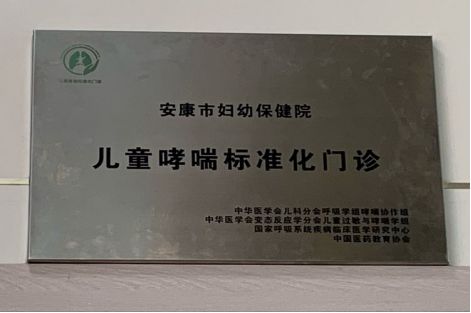 安康市妇幼保健院
儿童哮喘标准化门诊
中华医学会儿科分会呼吸学组哮喘协作组
中华医学会变态反应学分会儿童过敏与哮喘学组
国家呼吸系统疾病临床医学研究中心
中国医药教育协会